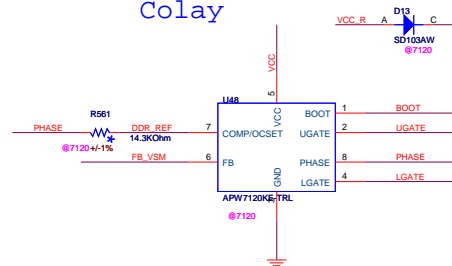 Colay
D13
VCC_R A C
SD103AW
@7120
VCC
5
U48
VCC
R561
BOOT 1 BOOT
PHASE DDR_REF 7 COMP/OCSET UGATE 2 UGATE
14.3KOhm
@7120 +/-1% *
FB_VSM 6 FB PHASE 8 PHASE
GND LGATE 4 LGATE
APW7120KE-TRL
@7120